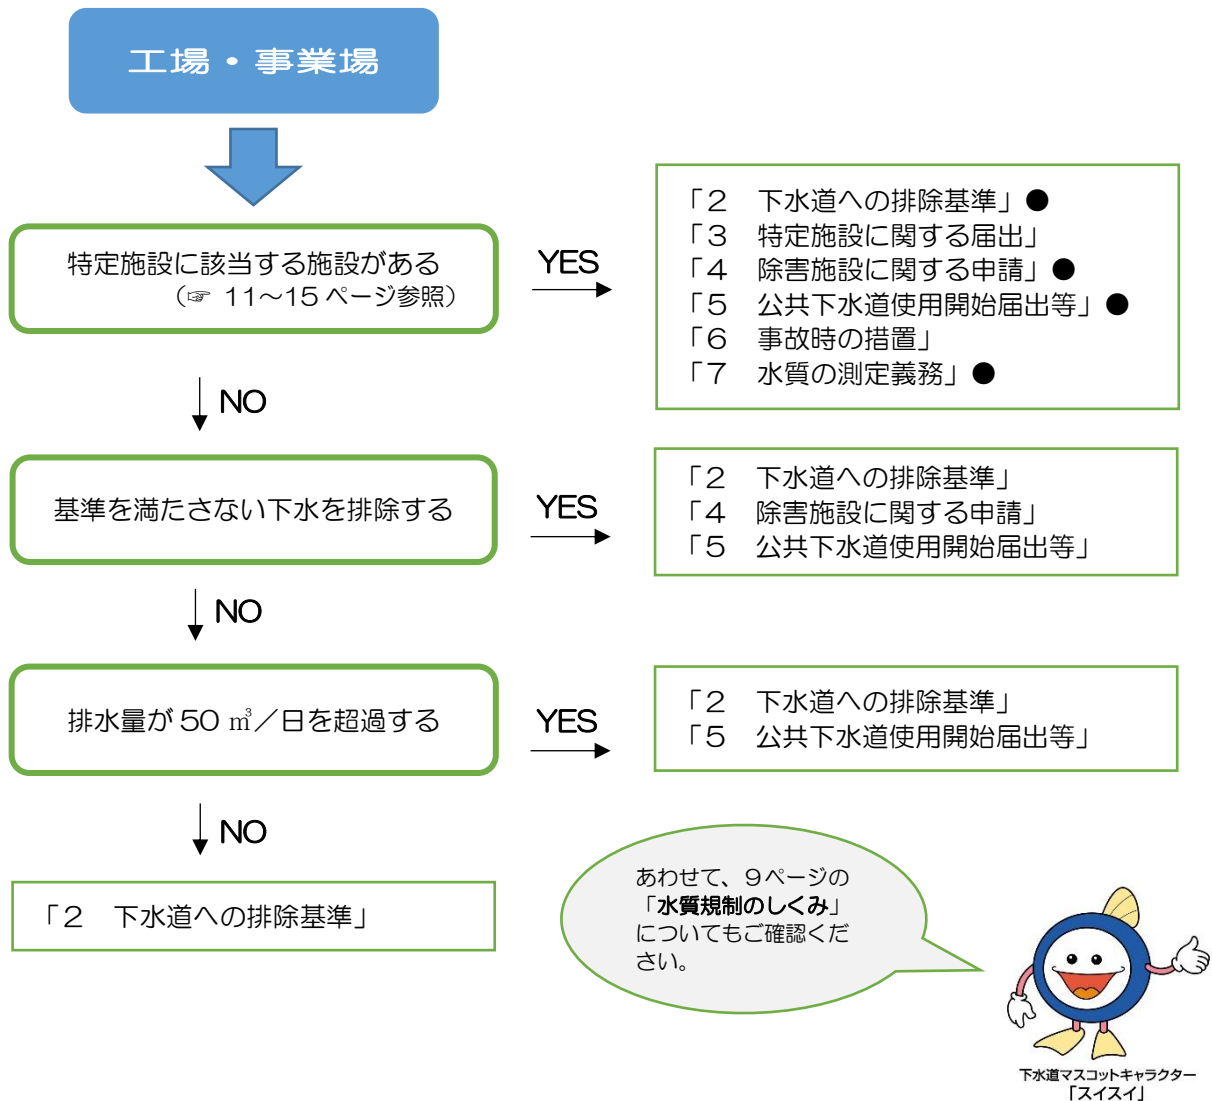 工場・事業場
特定施設に該当する施設がある
（☞ 11～15ページ参照）
YES
「２　下水道への排除基準」●
「３　特定施設に関する届出」
「４　除害施設に関する申請」●
「５　公共下水道使用開始届出等」●
「６　事故時の措置」
「７　水質の測定義務」●
NO
基準を満たさない下水を排除する
YES
「２　下水道への排除基準」
「４　除害施設に関する申請」
「５　公共下水道使用開始届出等」
NO
排水量が50 ㎥／日を超過する
YES
「２　下水道への排除基準」
「５　公共下水道使用開始届出等」
NO
「２　下水道への排除基準」
あわせて、９ページの
「水質規制のしくみ」
についてもご確認くだ
さい。
下水道マスコットキャラクター
「スイスイ」